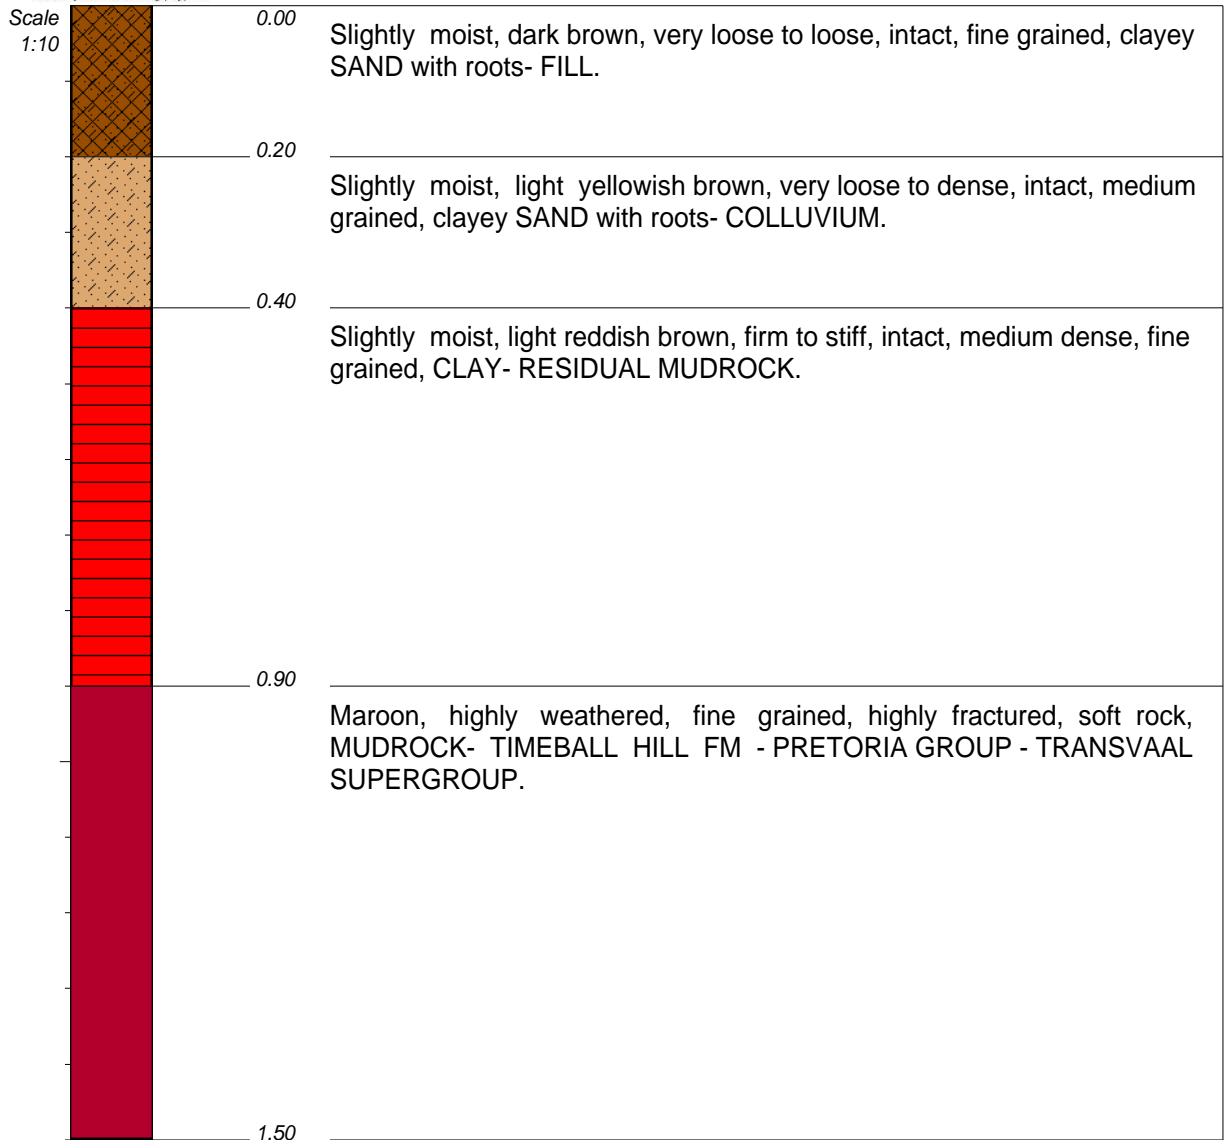 Scale
1:10
0.00
Slightly moist, dark brown, very loose to loose, intact, fine grained, clayey
SAND with roots- FILL.
0.20
Slightly moist, light yellowish brown, very loose to dense, intact, medium
grained, clayey SAND with roots- COLLUVIUM.
0.40
Slightly moist, light reddish brown, firm to stiff, intact, medium dense, fine
grained, CLAY- RESIDUAL MUDROCK.
0.90
Maroon, highly weathered, fine grained, highly fractured, soft rock,
MUDROCK- TIMEBALL HILL FM - PRETORIA GROUP - TRANSVAAL
SUPERGROUP.
1.50